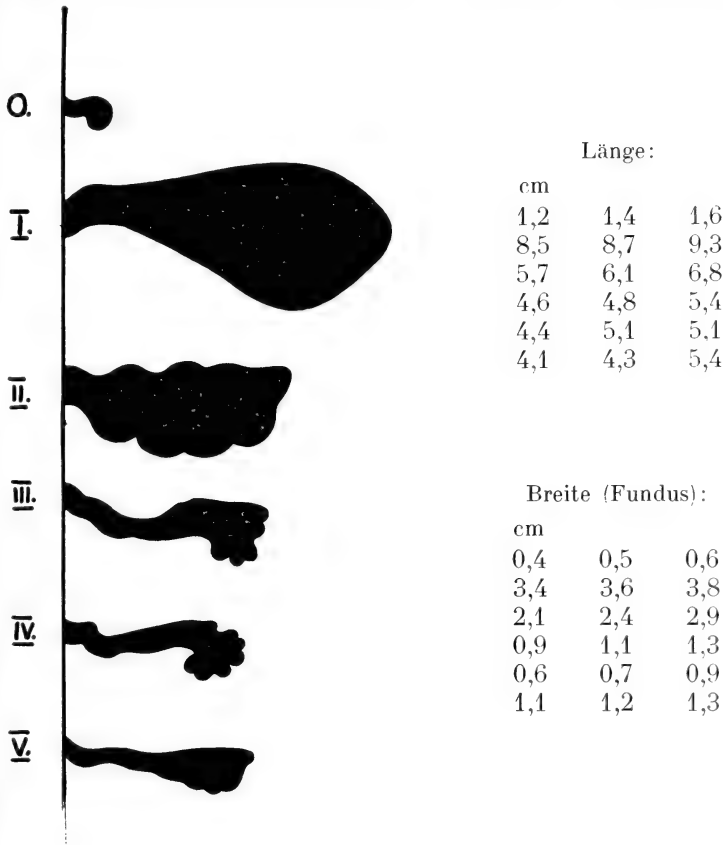 0.
I.
II.
III.
IV.
V.
Länge:
cm
1,2 1,4 1,6
8,5 8,7 9,3
5,7 6,1 6,8
4,6 4,8 5,4
4,4 5,1 5,1
4,1 4,3 5,4
Breite (Fundus):
cm
0,4 0,5 0,6
3,4 3,6 3,8
2,1 2,4 2,9
0,9 1,1 1,3
0,6 0,7 0,9
1,1 1,2 1,3